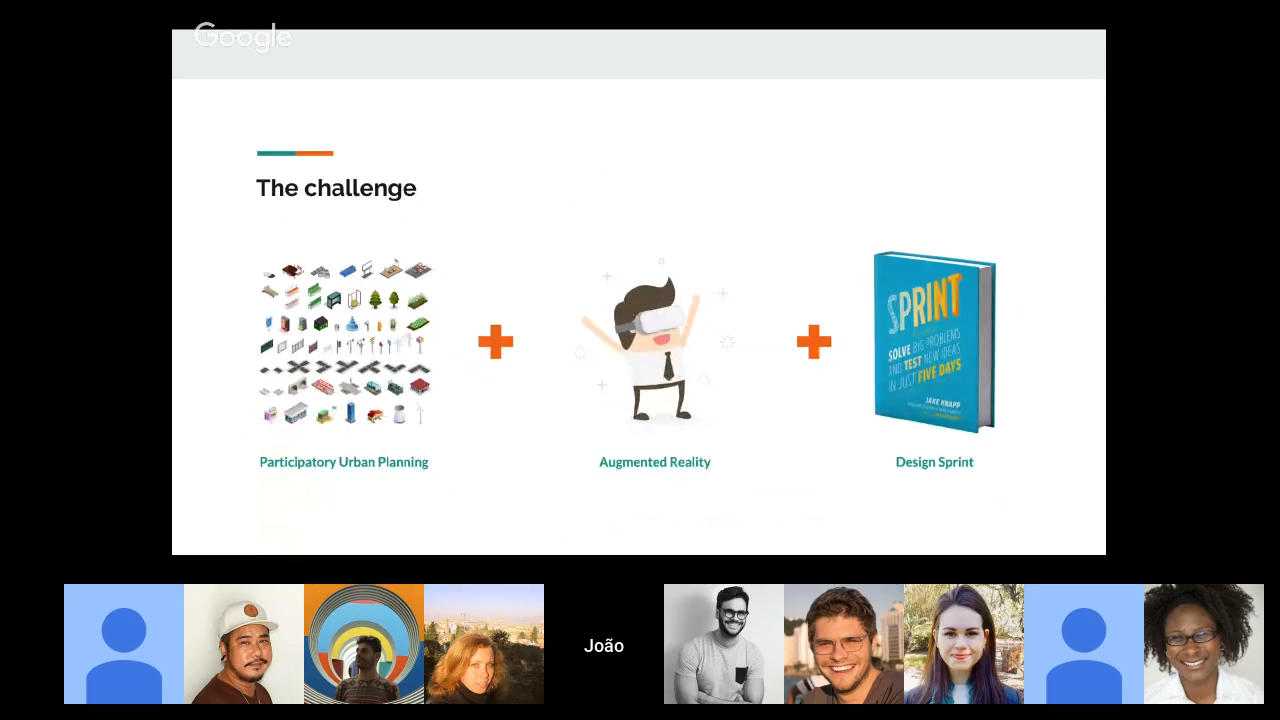 Google
The challenge
SPRINT
SOLVE BIG PROBLEMS
AND TEST NEW IDEAS
IN JUST FIVE DAYS
JAKE KNAPP
Participatory Urban Planning
Augmented Reality
Design Sprint
João